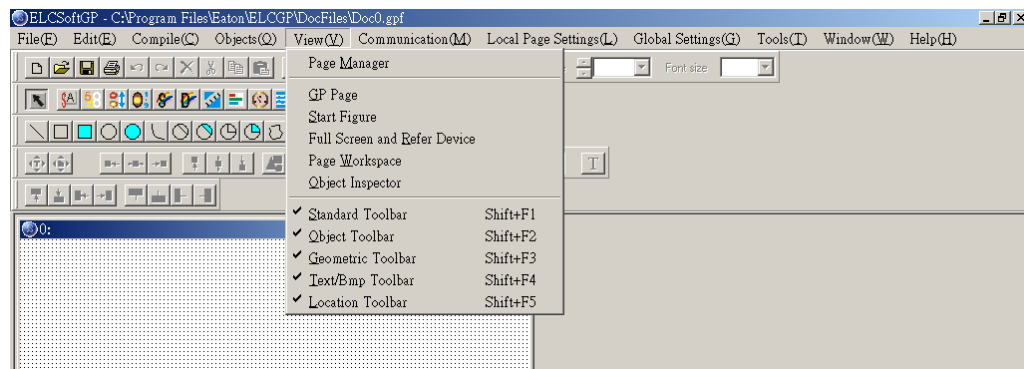 ELCSoftGP - C:\Program Files\Eaton\ELCGP\DocFiles\Doc0.gpf
File(F) Edit(E) Compile(C) Objects(O) View(V) Communication(M) Local Page Settings(L) Global Settings(G) Tools(T) Window(W) Help(H)
Page Manager
Font size
GP Page
Start Figure
Full Screen and Refer Device
Page Workspace
T
Object Inspector
Standard Toolbar Shift+F1
0:
Object Toolbar Shift+F2
Geometric Toolbar Shift+F3
Text/Bmp Toolbar Shift+F4
Location Toolbar Shift+F5